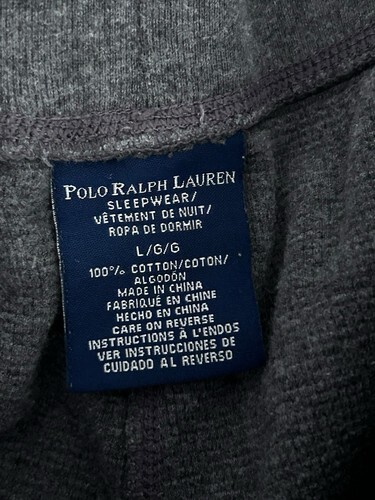 POLO RALPH LAUREN
SLEEPWEAR/
VÊTEMENT DE NUIT/
ROPA DE DORMIR
L/G/G
100% COTTON/COTON/
ALGODÓN
MADE IN CHINA
FABRIQUÉ EN CHINE
HECHO EN CHINA
CARE ON REVERSE
INSTRUCTIONS À L'ENDOS
VER INSTRUCCIONES DE
CUIDADO AL REVERSO